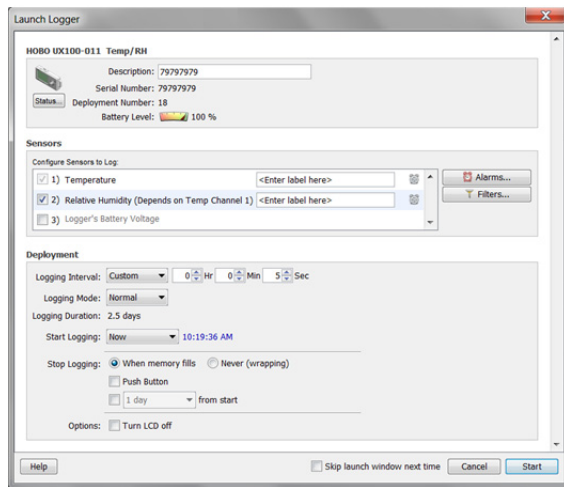 Launch Logger
HOBO UX100-011 Temp/RH
Description: 79797979
Serial Number: 79797979
Status... Deployment Number: 18
Battery Level: 100 %
Sensors
Configure Sensors to Log:
1) Temperature <Enter label here> Alarms...
2) Relative Humidity (Depends on Temp Channel 1) <Enter label here> Filters...
3) Logger's Battery Voltage
Deployment
Logging Interval: Custom 0 Hr 0 Min 5 Sec
Logging Mode: Normal
Logging Duration: 2.5 days
Start Logging: Now 10:19:36 AM
Stop Logging: When memory fills Never (wrapping)
Push Button
1 day from start
Options: Turn LCD off
Help Skip launch window next time Cancel Start